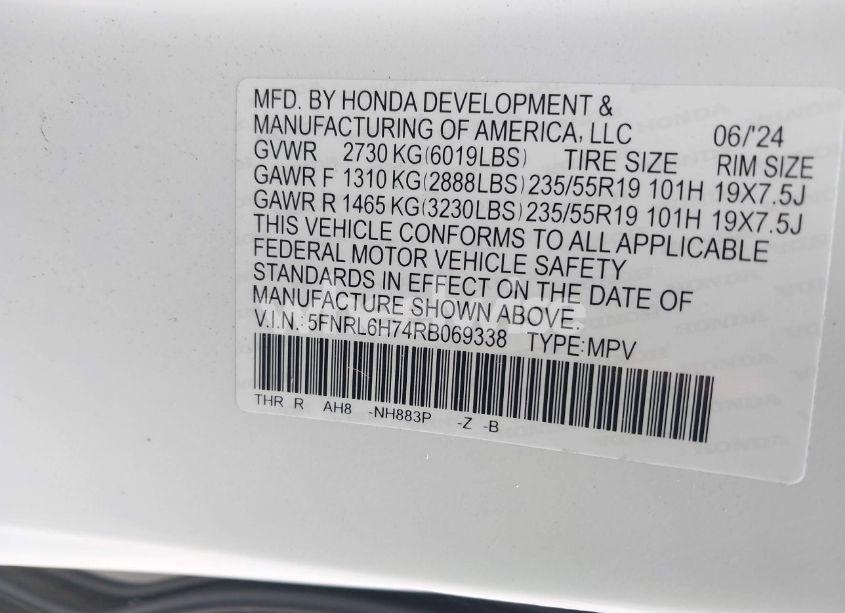 MFD. BY HONDA DEVELOPMENT &
MANUFACTURING OF AMERICA, LLC 06/'24
GVWR 2730 KG(6019LBS) TIRE SIZE RIM SIZE
GAWR F 1310 KG(2888LBS) 235/55R19 101H 19X7.5J
GAWR R 1465 KG(3230LBS) 235/55R19 101H 19X7.5J
THIS VEHICLE CONFORMS TO ALL APPLICABLE
FEDERAL MOTOR VEHICLE SAFETY
STANDARDS IN EFFECT ON THE DATE OF
MANUFACTURE SHOWN ABOVE.
V.I.N.: 5FNRL6H74RB069338 TYPE:MPV
THR R AH8 -NH883P -Z -B